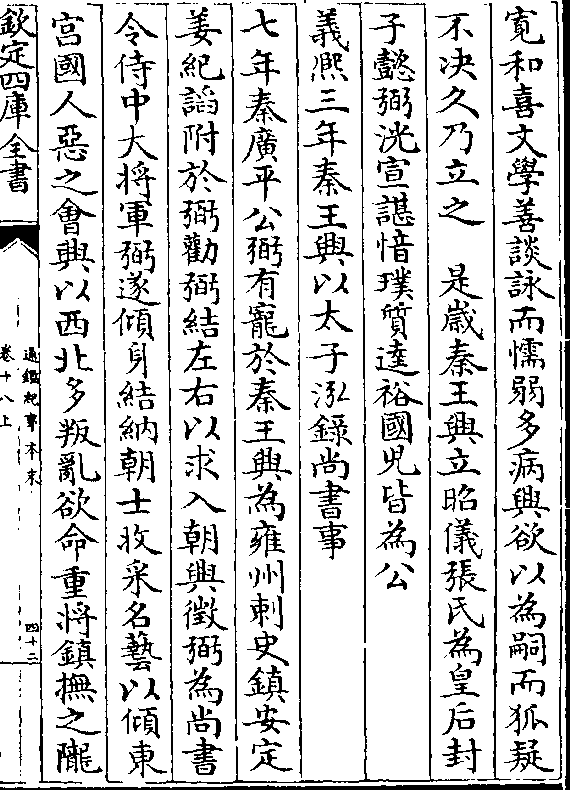 寛和喜文學善談詠而懦弱多病興欲以為嗣而狐疑
不决久乃立之　是歲秦王興立昭儀張氏為皇后封
子懿弼洸宣諶愔璞質逵裕國兒皆為公
義熈三年秦王興以太子泓錄尚書事
七年秦廣平公弼有寵於秦王興為雍州刺史鎮安定
姜紀謟附於弼勸弼結左右以求入朝興徵弼為尚書
令侍中大將軍弼遂傾身結納朝士收采名藝以傾東
宫國人惡之會興以西北多叛亂欲命重將鎮撫之隴
欽定四庫全書
通鑑紀事本末
卷十八上
四十三